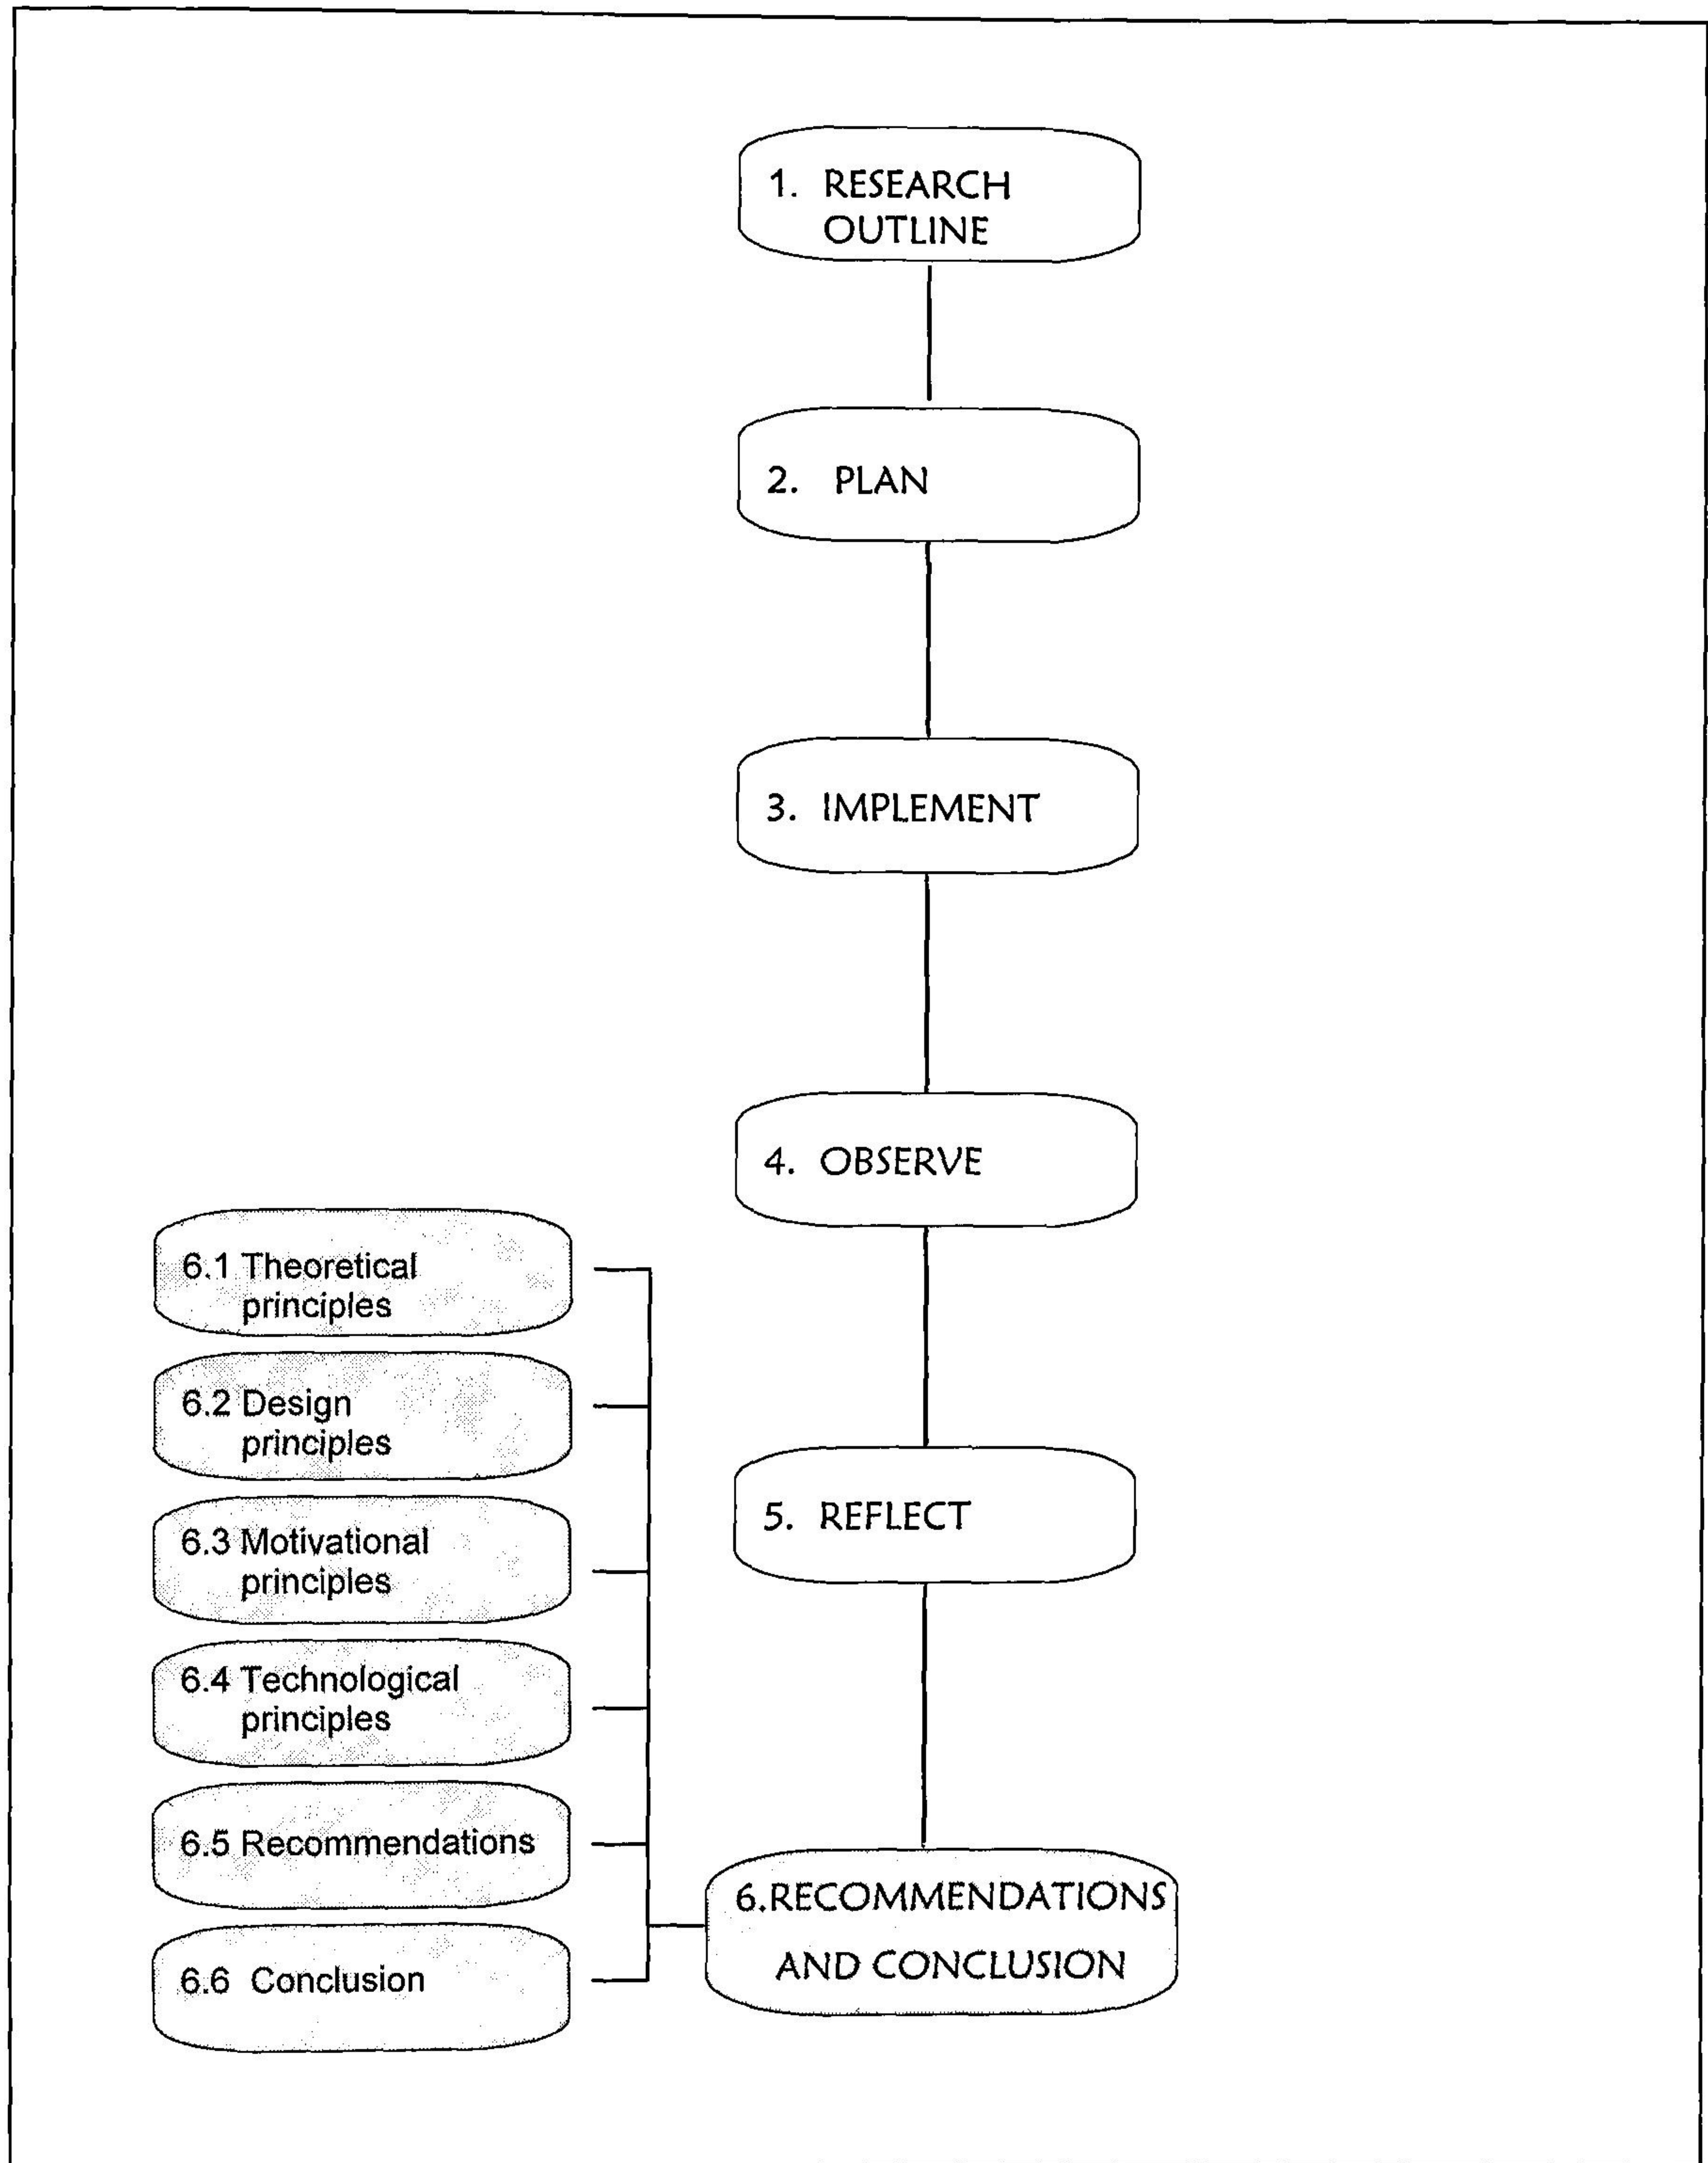 1. RESEARCH
OUTLINE
2. PLAN
3. IMPLEMENT
4. OBSERVE
5. REFLECT
6.RECOMMENDATIONS
AND CONCLUSION
6.1 Theoretical
principles
6.2 Design
principles
6.3 Motivational
principles
6.4 Technological
principles
6.5 Recommendations
6.6 Conclusion